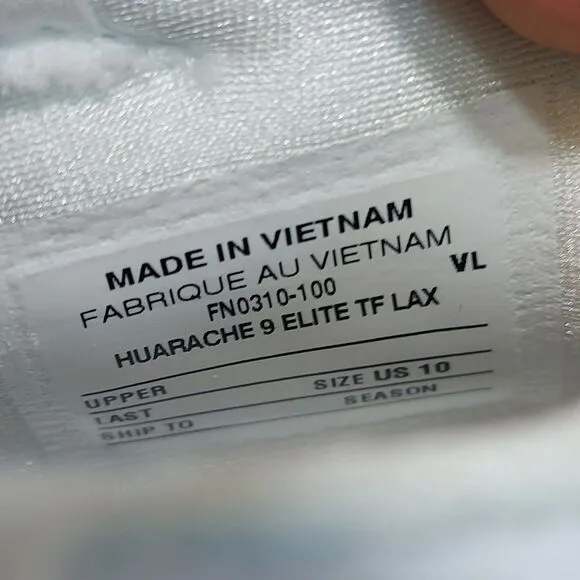 MADE IN VIETNAM
FABRIQUE AU VIETNAM
FN0310-100 VL
HUARACHE 9 ELITE TF LAX
UPPER SIZE US 10
LAST SEASON
SHIP TO